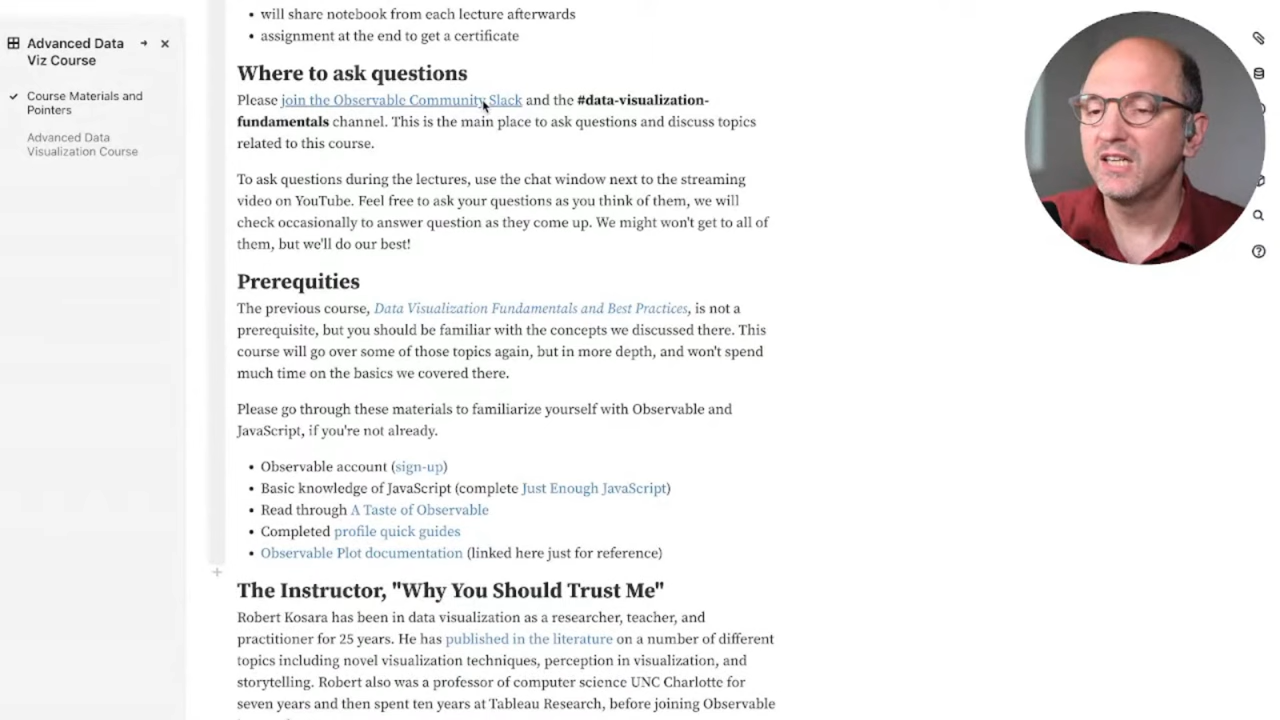 Advanced Data
Viz Course
Course Materials and
Pointers
Advanced Data
Visualization Course
• will share notebook from each lecture afterwards
• assignment at the end to get a certificate
Where to ask questions
Please join the Observable Community Slack and the #data-visualization-
fundamentals channel. This is the main place to ask questions and discuss topics
related to this course.
To ask questions during the lectures, use the chat window next to the streaming
video on YouTube. Feel free to ask your questions as you think of them, we will
check occasionally to answer question as they come up. We might won't get to all of
them, but we'll do our best!
Prerequities
The previous course, Data Visualization Fundamentals and Best Practices, is not a
prerequisite, but you should be familiar with the concepts we discussed there. This
course will go over some of those topics again, but in more depth, and won't spend
much time on the basics we covered there.
Please go through these materials to familiarize yourself with Observable and
JavaScript, if you're not already.
• Observable account (sign-up)
• Basic knowledge of JavaScript (complete Just Enough JavaScript)
• Read through A Taste of Observable
• Completed profile quick guides
• Observable Plot documentation (linked here just for reference)
The Instructor, "Why You Should Trust Me"
Robert Kosara has been in data visualization as a researcher, teacher, and
practitioner for 25 years. He has published in the literature on a number of different
topics including novel visualization techniques, perception in visualization, and
storytelling. Robert also was a professor of computer science UNC Charlotte for
seven years and then spent ten years at Tableau Research, before joining Observable